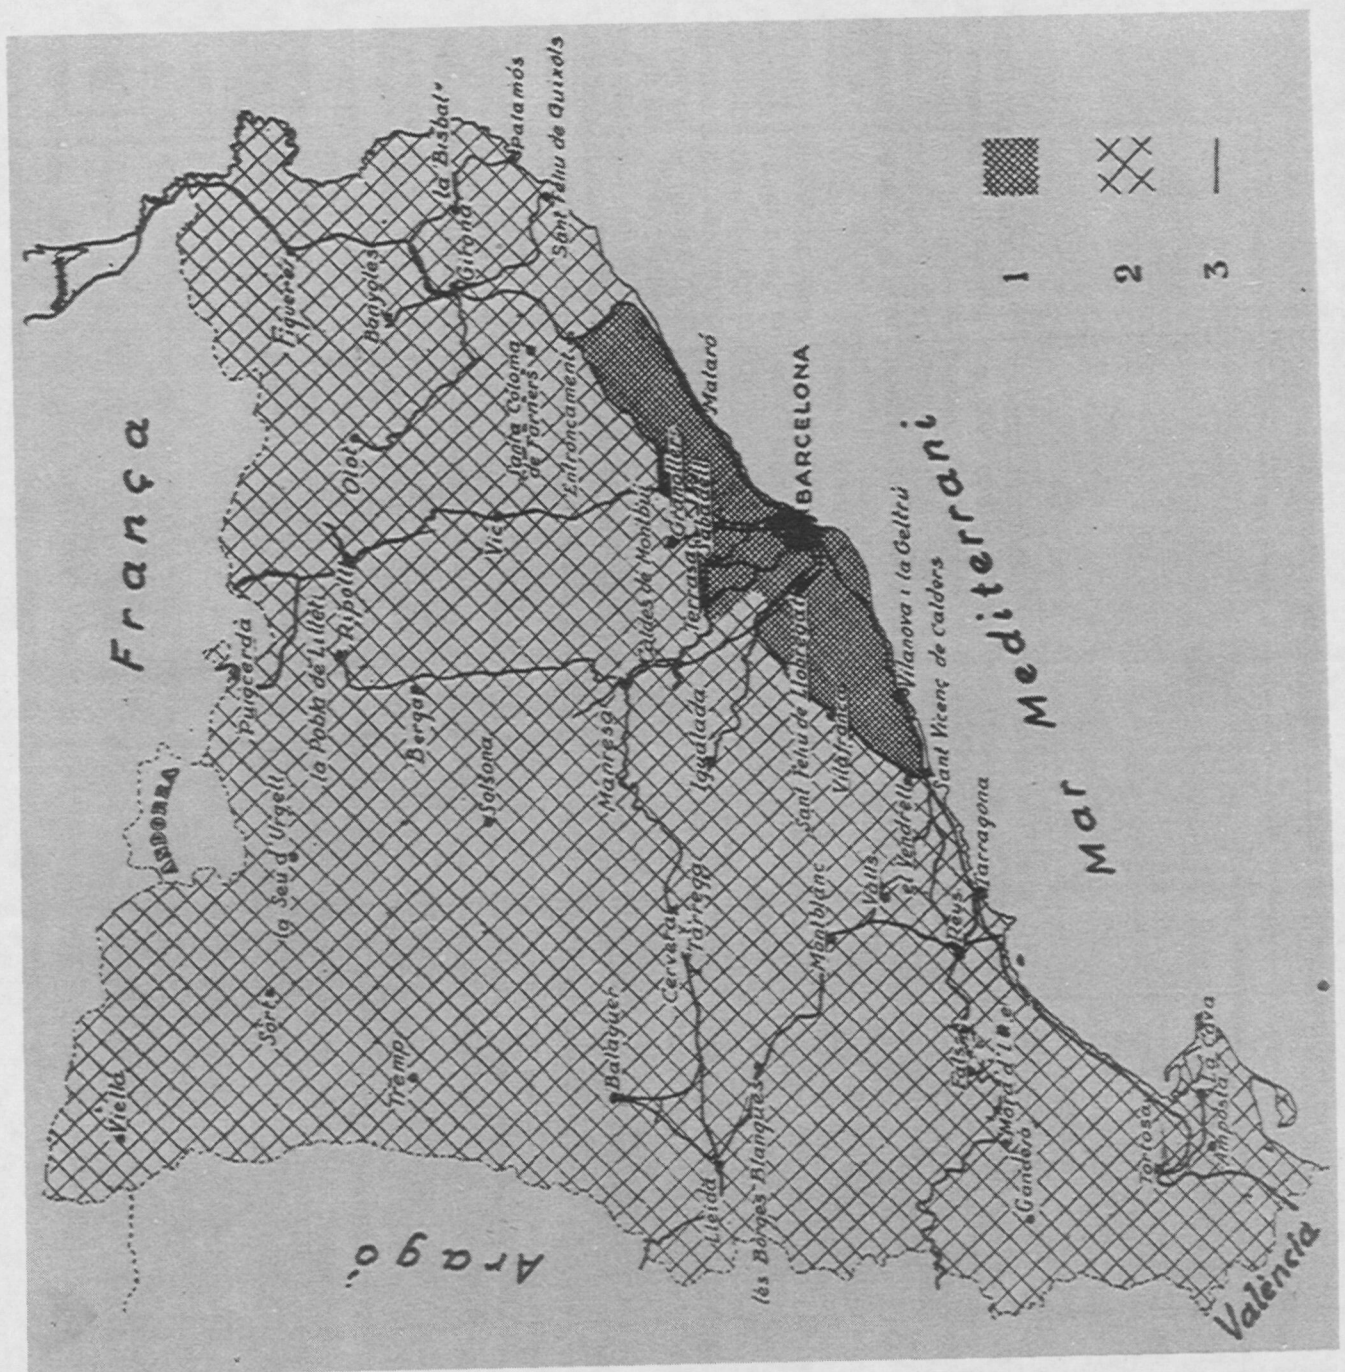 França
ANDORRA
Viella
Sort
la Seu d'Urgell
Puigcerdà
la Pobla de Lillet
Ripoll
Olot
Figueres
Banyoles
Girona
la Bisbal
Palamós
Sant Feliu de Quixols
Tremp
Solsona
Berga
Vic
Santa Coloma
de Farners
Entroncament
Balaguer
Cervera
Tàrrega
Manresa
Igualada
Caldes de Montbui
Terrassa
Sabadell
Granollers
Mataró
BARCELONA
Sant Feliu de Llobregat
Vilafranca
Vilanova i la Geltrú
Sant Vicenç de Calders
el Vendrell
Valls
Montblanc
Tarragona
Reus
Lleida
les Borges Blanques
Falset
Mora d'
Gandesa
Tortosa
Amposta
La Cava
Aragó
València
Mar Mediterrani
1
2
3